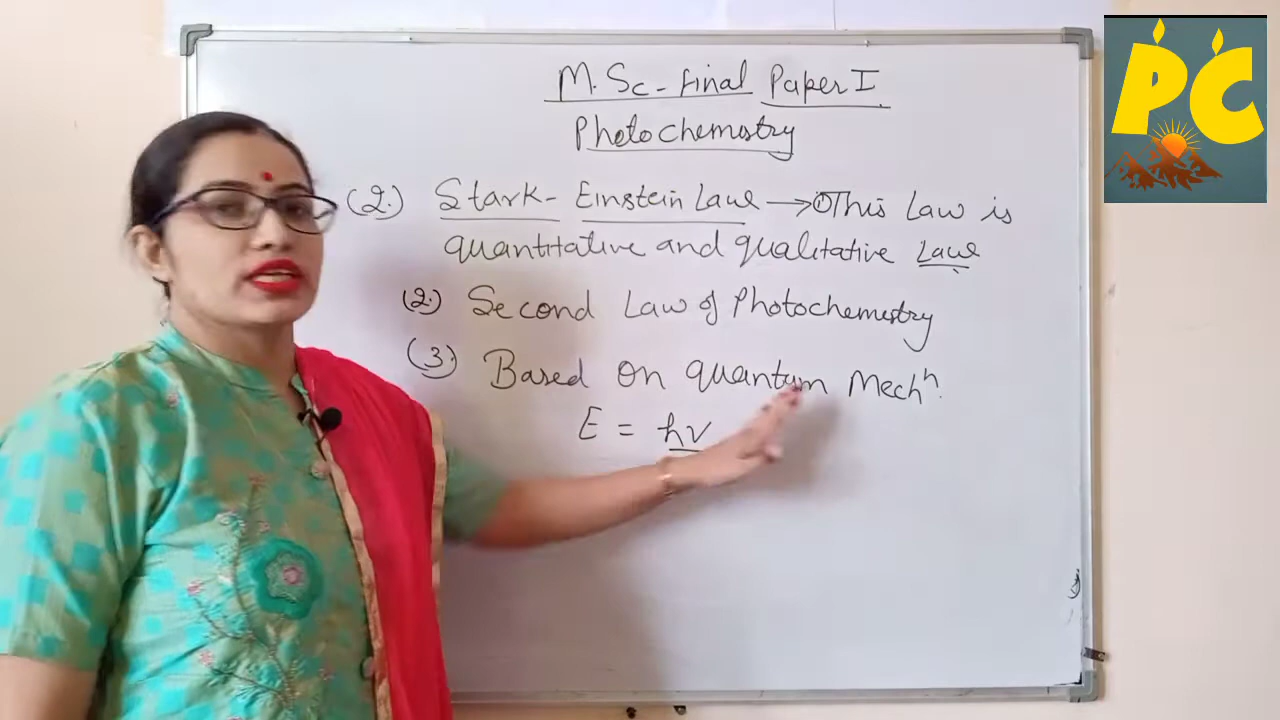 M.Sc - final Paper I
Photochemistry
(2.) Stark - Einstein Law → ① This Law is
quantitative and qualitative Law
(2.) Second Law of Photochemistry
(3.) Based on quantum Mechⁿ.
E = hν
PC